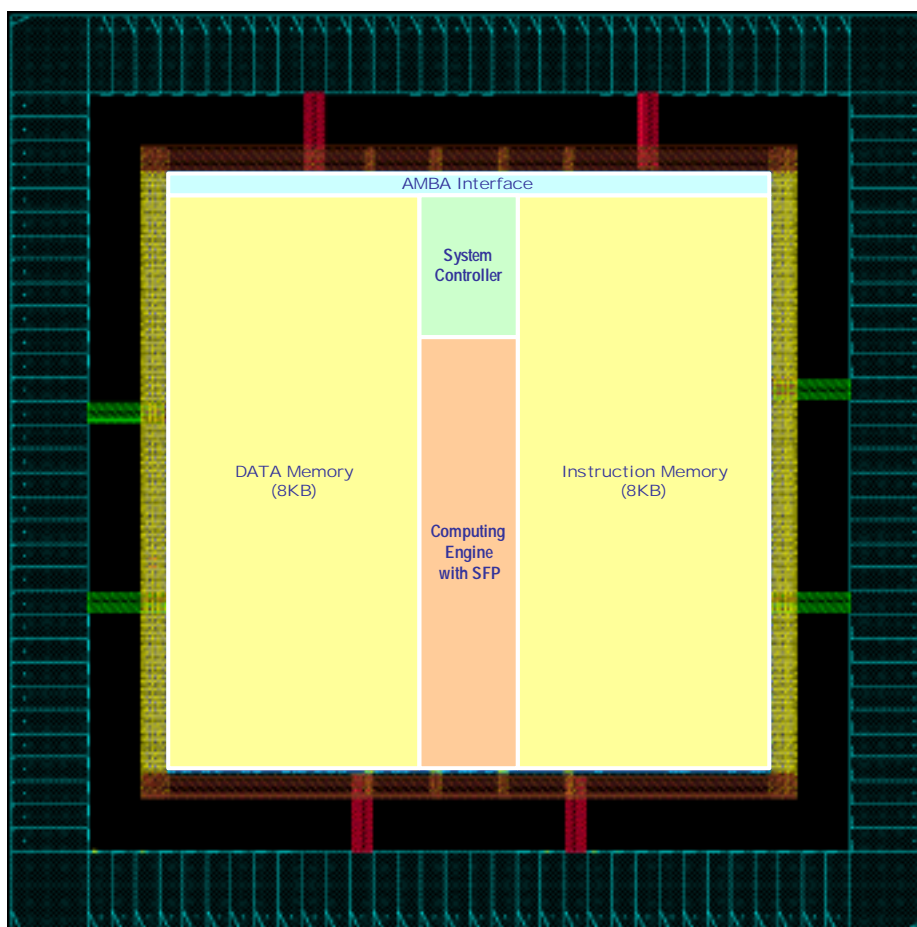 AMBA Interface
System
Controller
DATA Memory
(8KB)
Instruction Memory
(8KB)
Computing
Engine
with SFP